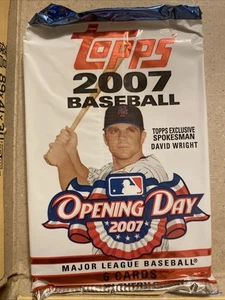 Topps
2007
BASEBALL
TOPPS EXCLUSIVE
SPOKESMAN
DAVID WRIGHT
OPENING DAY
2007
MAJOR LEAGUE BASEBALL®
6 CARDS